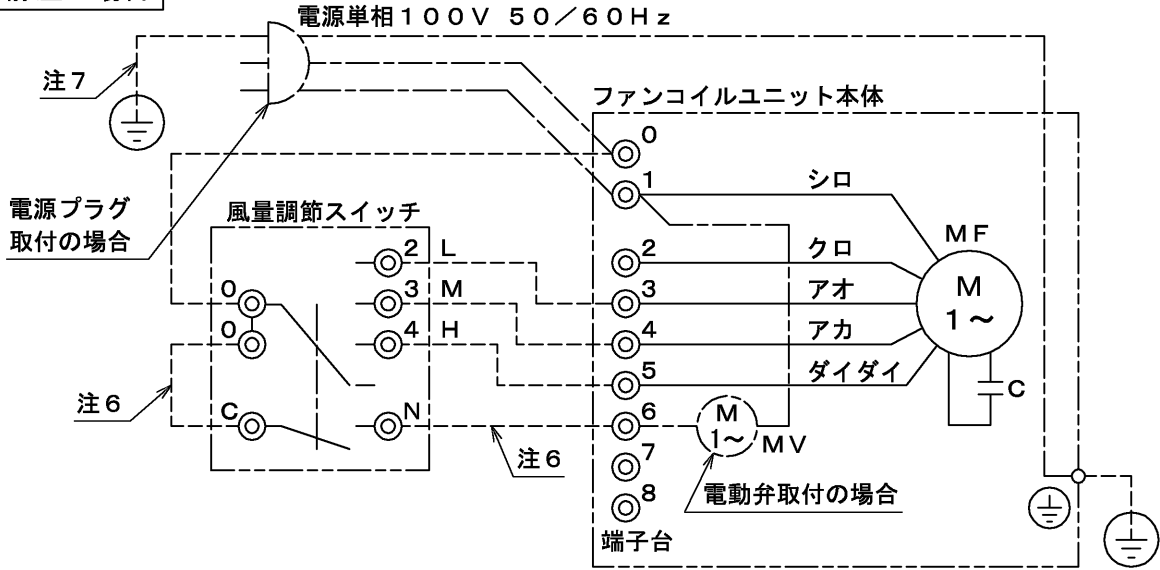 電源単相１００Ｖ ５０／６０Ｈｚ
注７
ファンコイルユニット本体
電源プラグ
取付の場合
風量調節スイッチ
0
0
C
2 L
3 M
4 H
N
注６
注６
0
1
2
3
4
5
6
7
8
端子台
シロ
クロ
アオ
アカ
ダイダイ
ＭＦ
Ｍ
１～
C
Ｍ
１～
ＭＶ
電動弁取付の場合